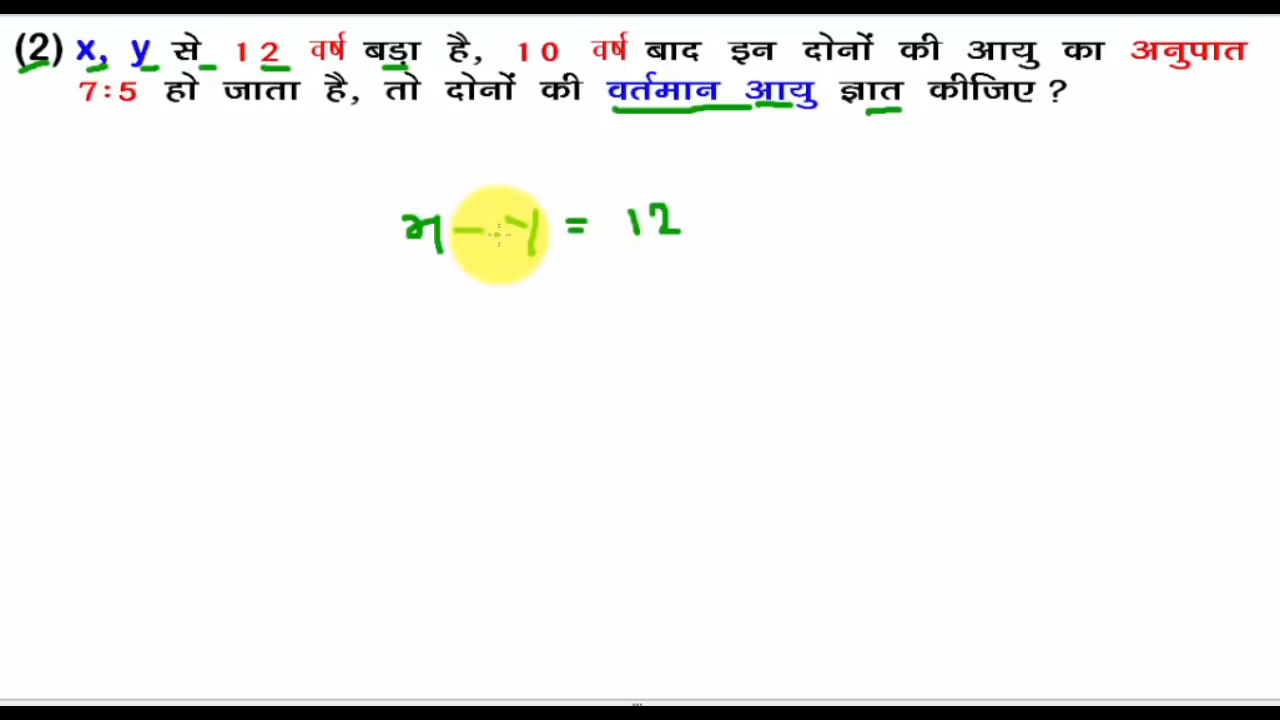 (2) x, y से 12 वर्ष बड़ा है, 10 वर्ष बाद इन दोनों की आयु का अनुपात
7:5 हो जाता है, तो दोनों की वर्तमान आयु ज्ञात कीजिए ?
x - y = 12